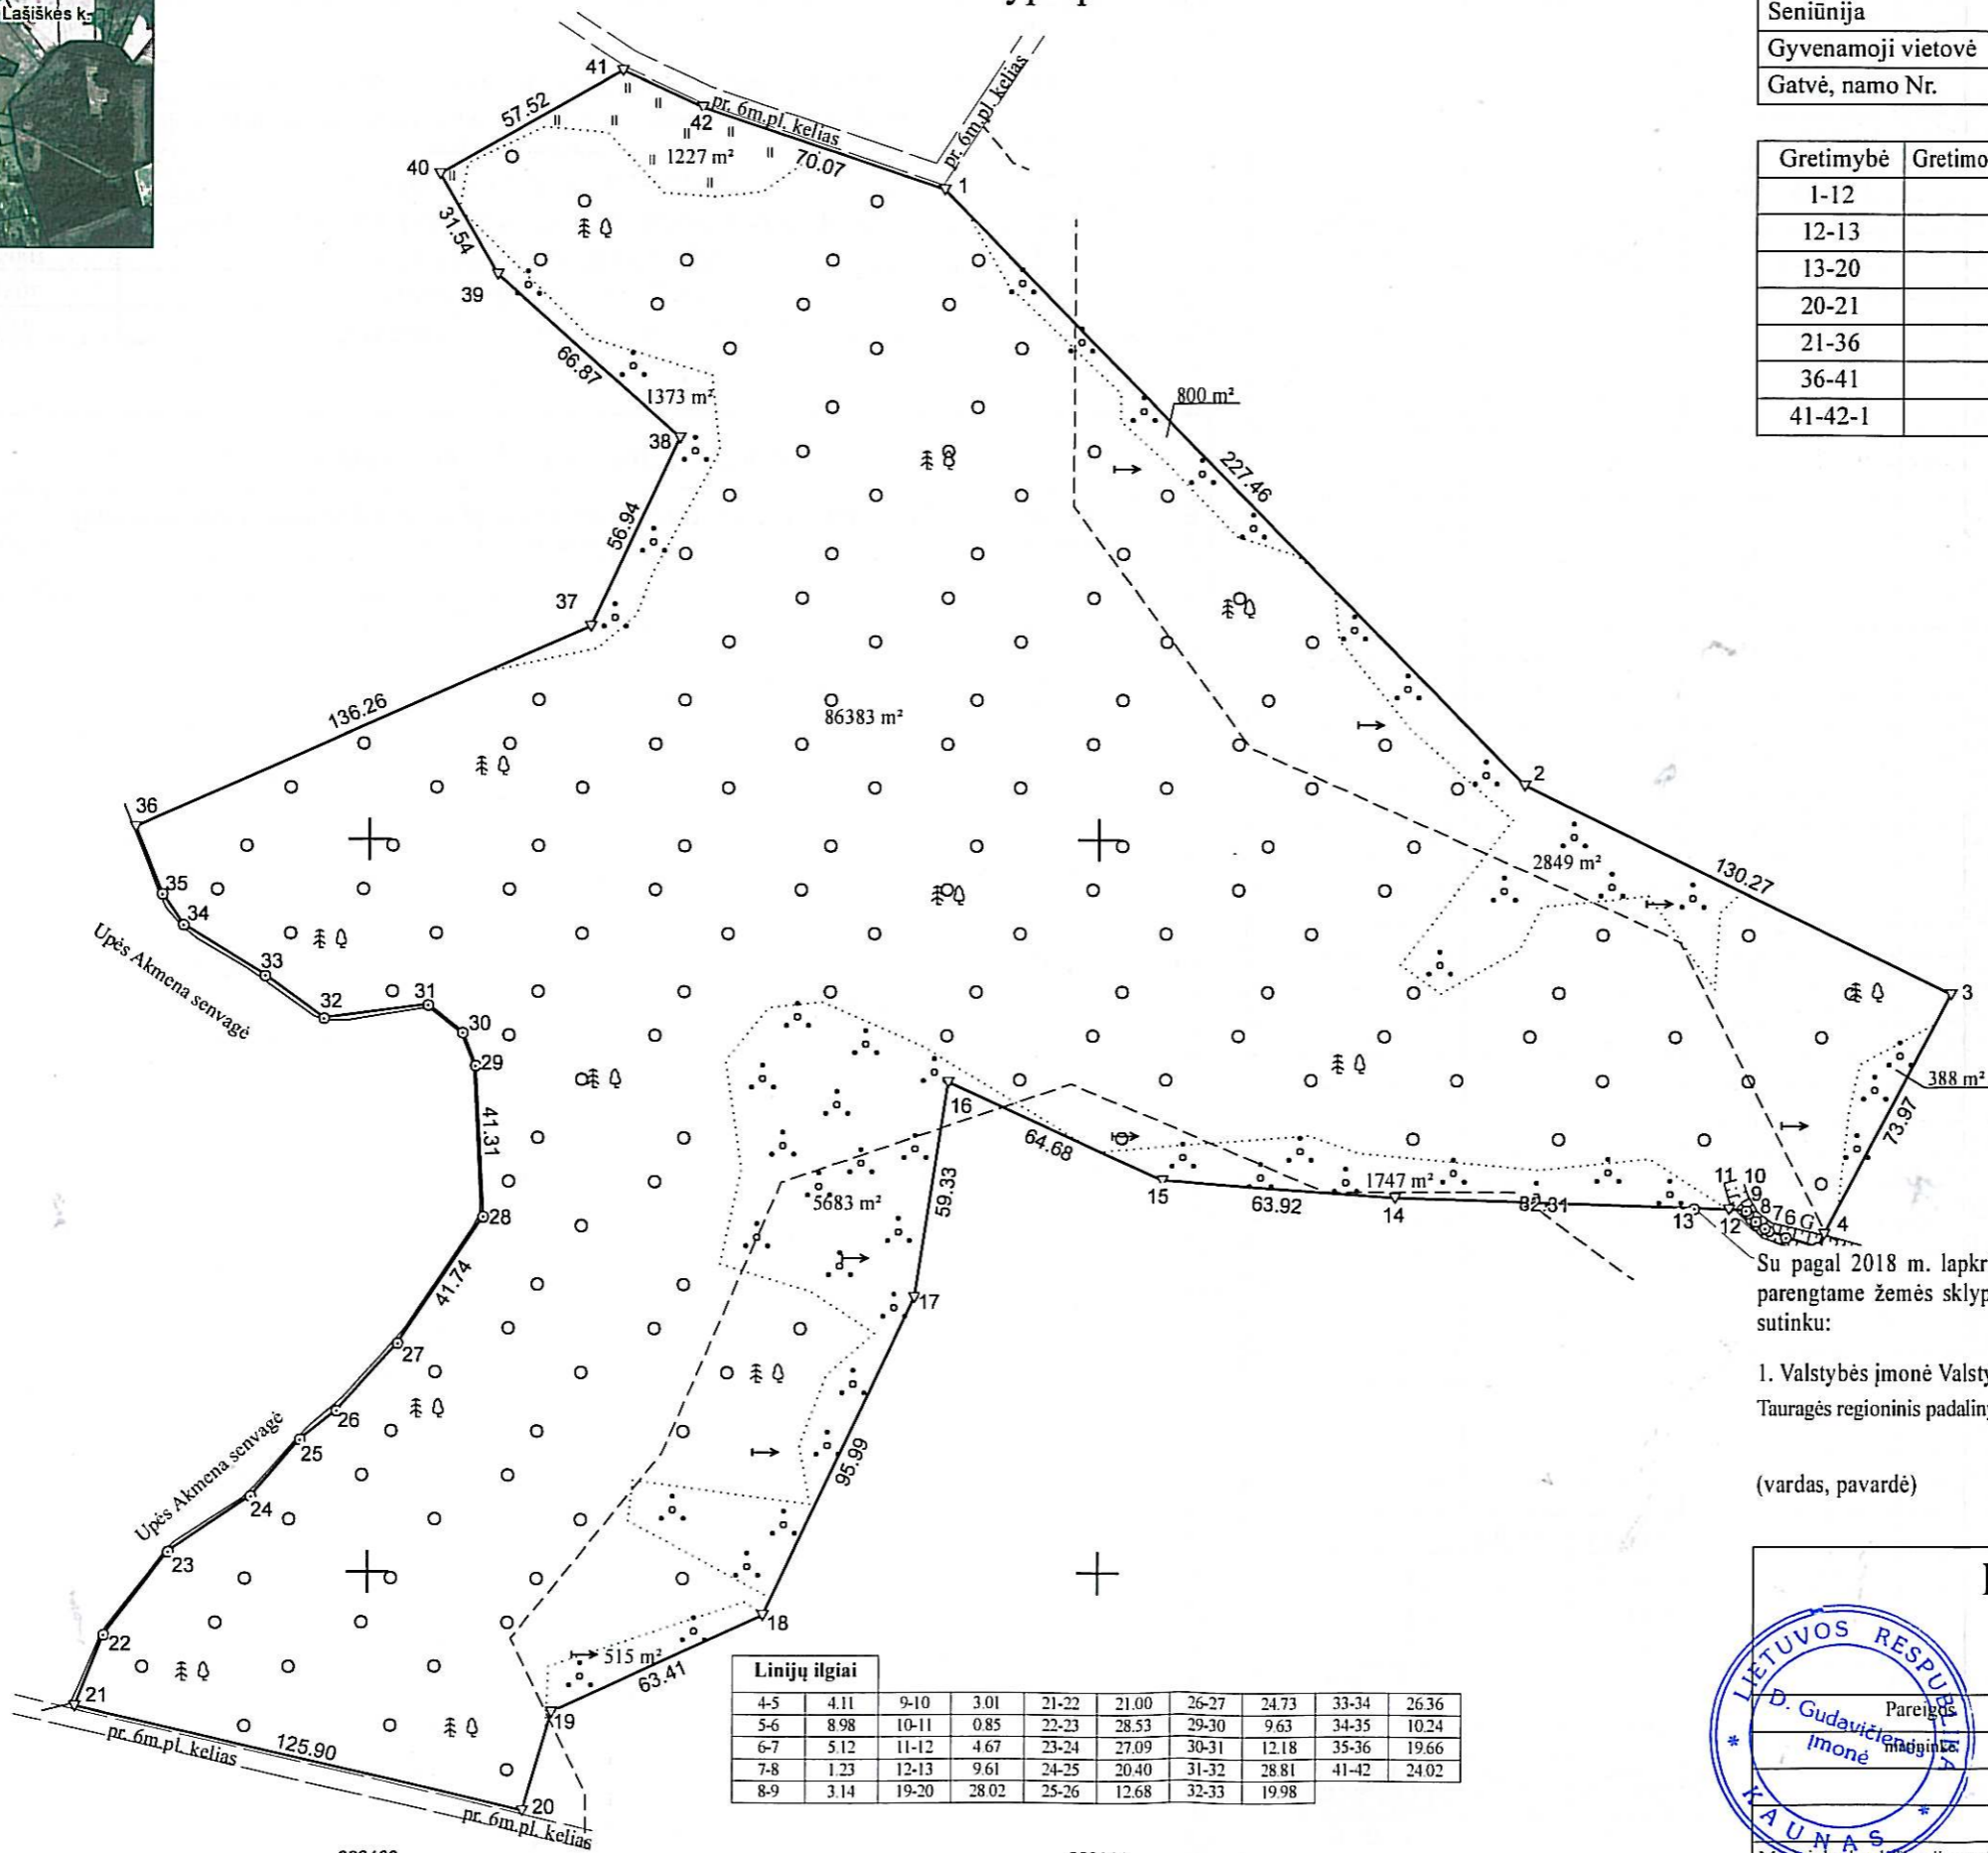 Lašiškės k.
Seniūnija
Gyvenamoji vietovė
Gatvė, namo Nr.
Gretimybė Gretimo
1-12
12-13
13-20
20-21
21-36
36-41
41-42-1
41
57.52
pr. 6m.pl. kelias
42
70.07
pr. 6m.pl. kelias
1227 m²
40
1
31.54
39
66.87
1373 m²
38
800 m²
227.46
56.94
37
136.26
86383 m²
2
36
2849 m²
130.27
35
34
Upės Akmena senvagė
33
32
31
30
29
3
388 m²
73.97
16
64.68
41.31
59.33
5683 m²
15
63.92
1747 m²
14
82.31
13
12
11
10
9
8
7
6
G
4
28
17
41.74
27
26
25
24
Upės Akmena senvagė
23
22
21
95.99
18
515 m²
63.41
19
125.90
pr. 6m.pl. kelias
20
pr. 6m.pl. kelias
Su pagal 2018 m. lapkr
parengtame žemės sklyp
sutinku:
1. Valstybės įmonė Valsty
Tauragės regioninis padalin
(vardas, pavardė)
Linijų ilgiai
4-5 4.11 9-10 3.01 21-22 21.00 26-27 24.73 33-34 26.36
5-6 8.98 10-11 0.85 22-23 28.53 29-30 9.63 34-35 10.24
6-7 5.12 11-12 4.67 23-24 27.09 30-31 12.18 35-36 19.66
7-8 1.23 12-13 9.61 24-25 20.40 31-32 28.81 41-42 24.02
8-9 3.14 19-20 28.02 25-26 12.68 32-33 19.98
LIETUVOS RESPUBLIKA
D. Gudavičienės
įmonė
KAUNAS
Pareigos
matininkė